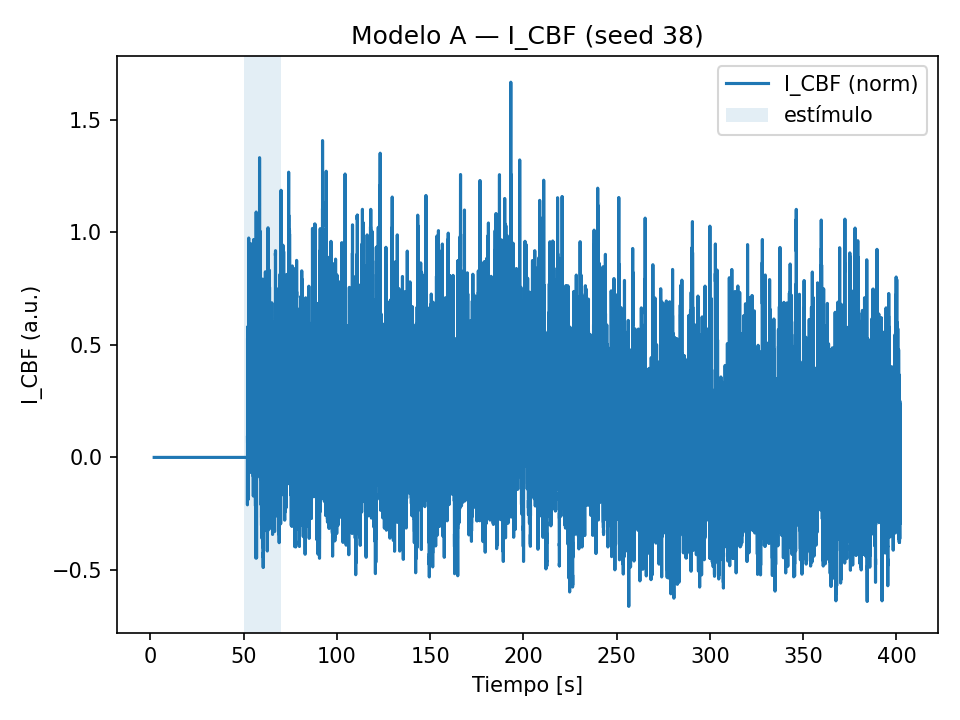 Modelo A — I_CBF (seed 38)
I_CBF (norm)
estímulo
I_CBF (a.u.)
1.5
1.0
0.5
0.0
−0.5
0 50 100 150 200 250 300 350 400
Tiempo [s]